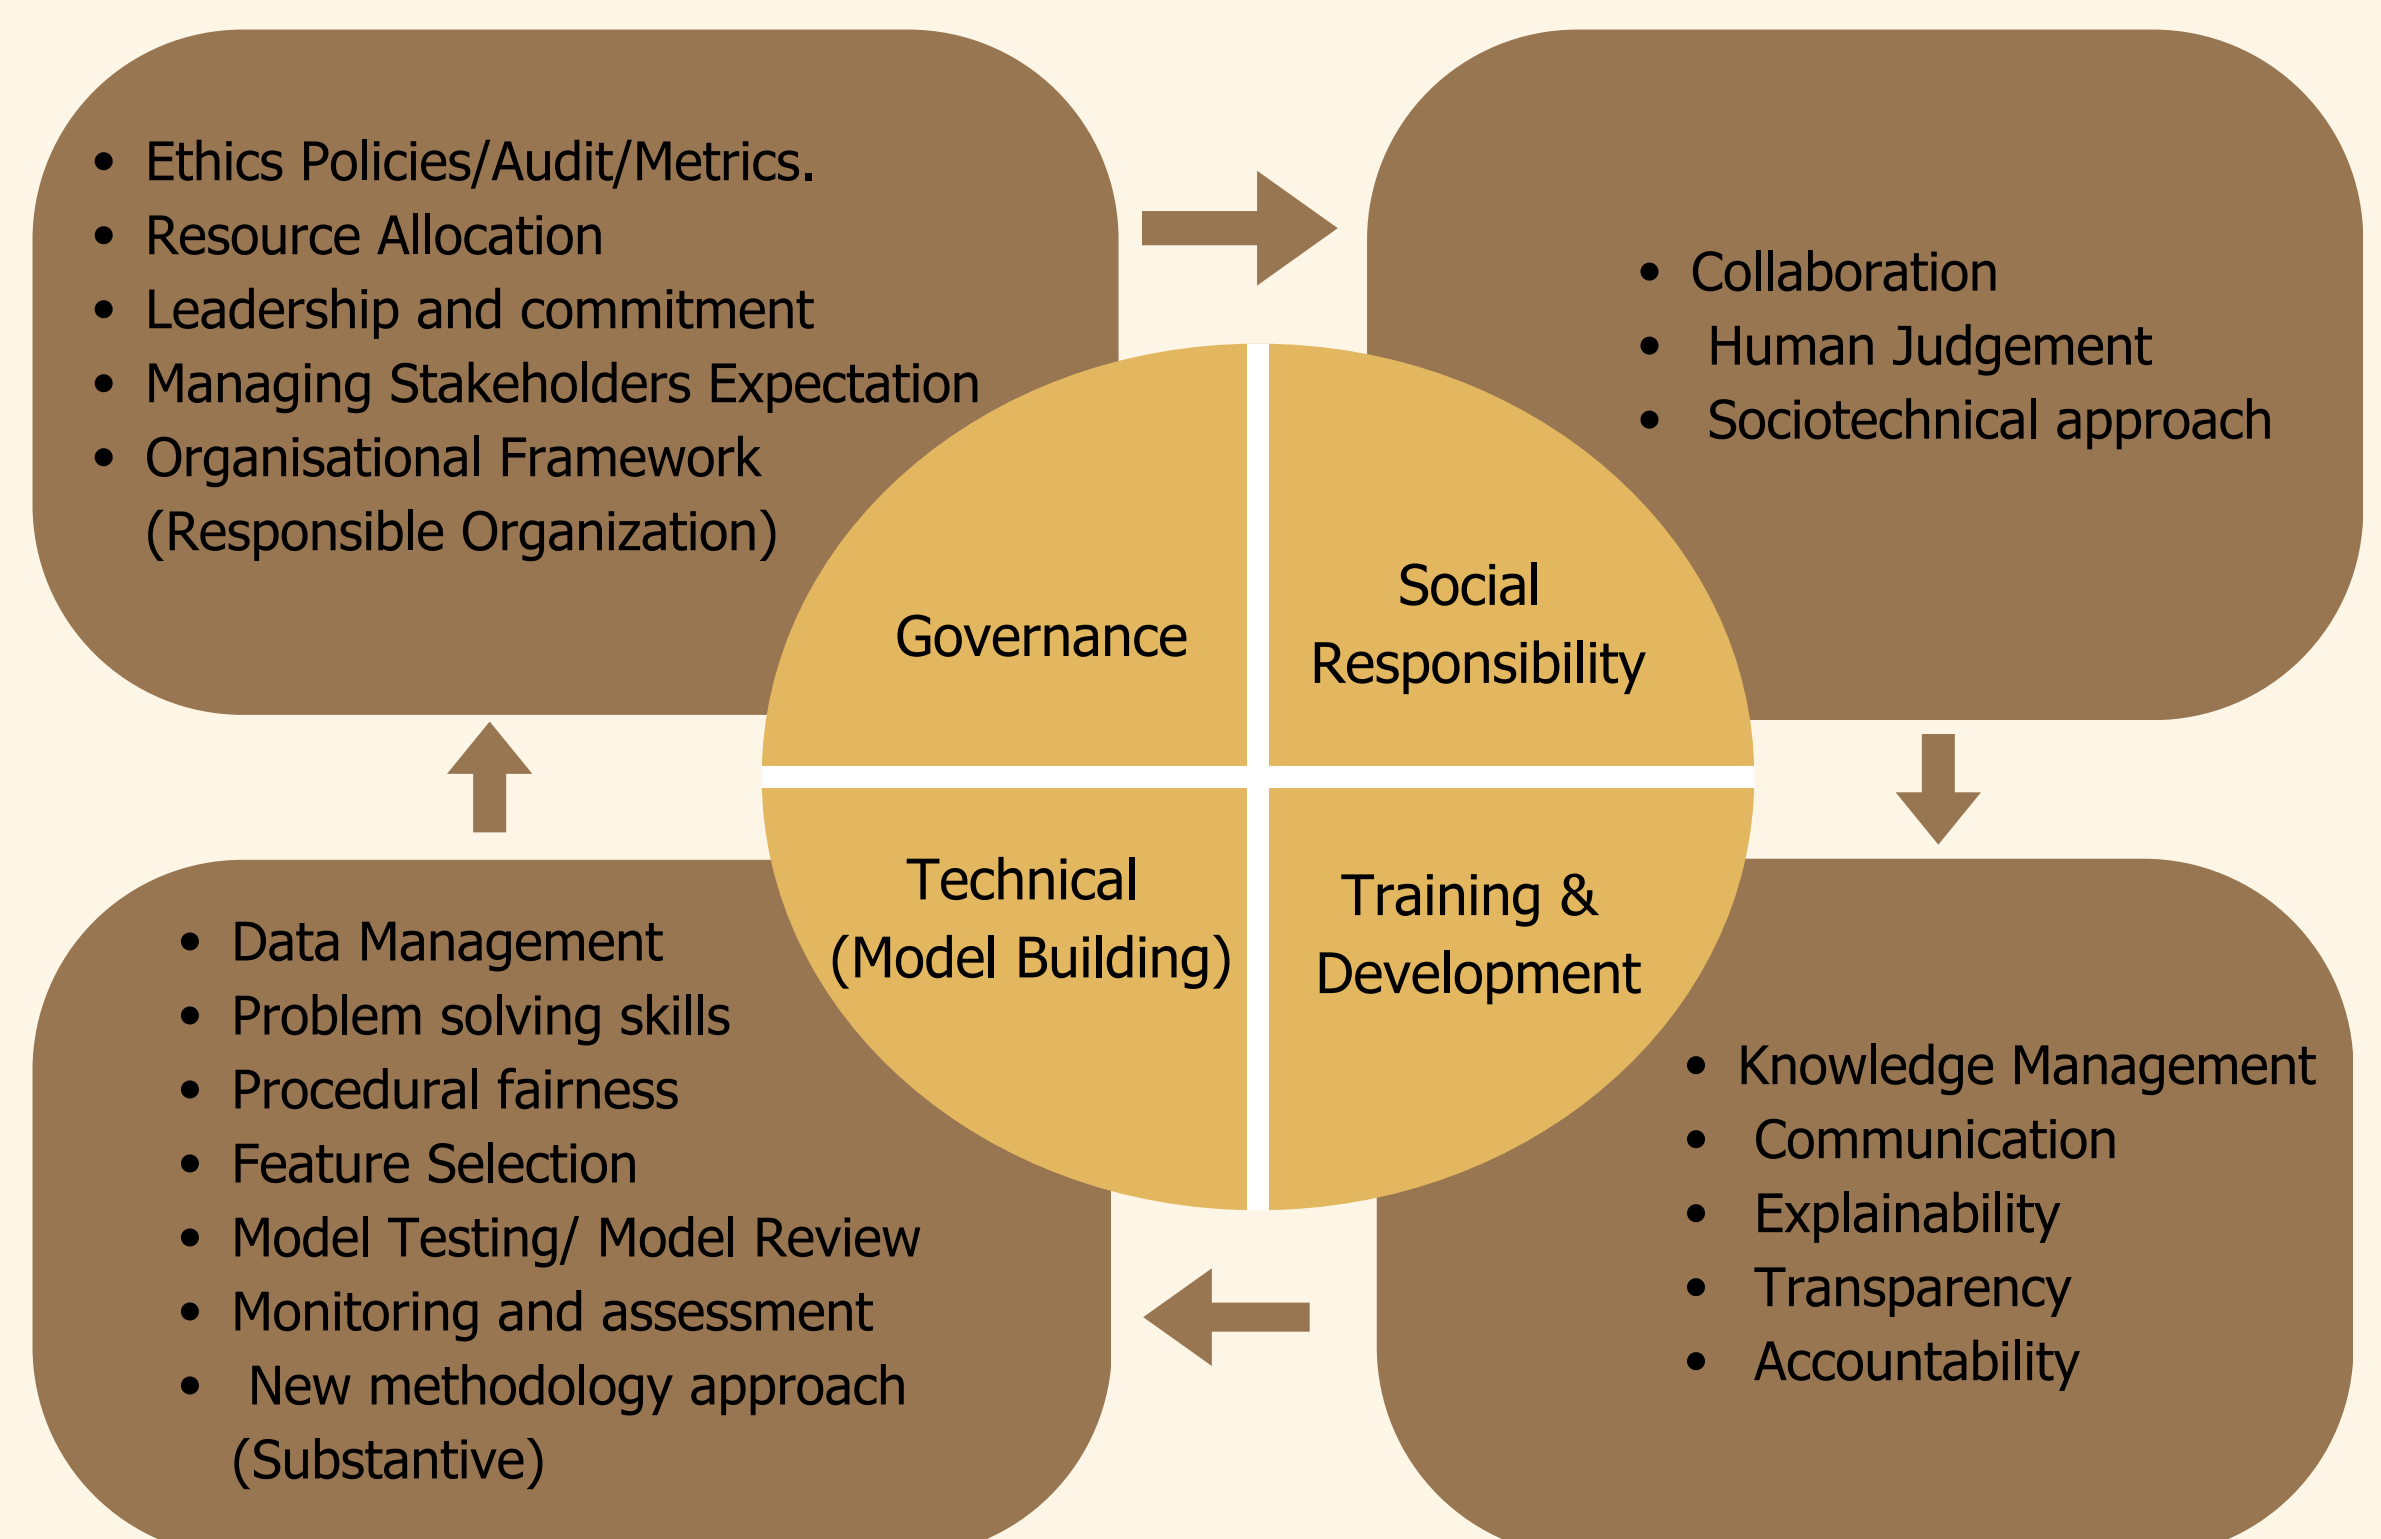 • Ethics Policies/Audit/Metrics.
• Resource Allocation
• Leadership and commitment
• Managing Stakeholders Expectation
• Organisational Framework
(Responsible Organization)
• Collaboration
• Human Judgement
• Sociotechnical approach
Governance
Social
Responsibility
Technical
(Model Building)
Training &
Development
• Data Management
• Problem solving skills
• Procedural fairness
• Feature Selection
• Model Testing/ Model Review
• Monitoring and assessment
• New methodology approach
(Substantive)
• Knowledge Management
• Communication
• Explainability
• Transparency
• Accountability